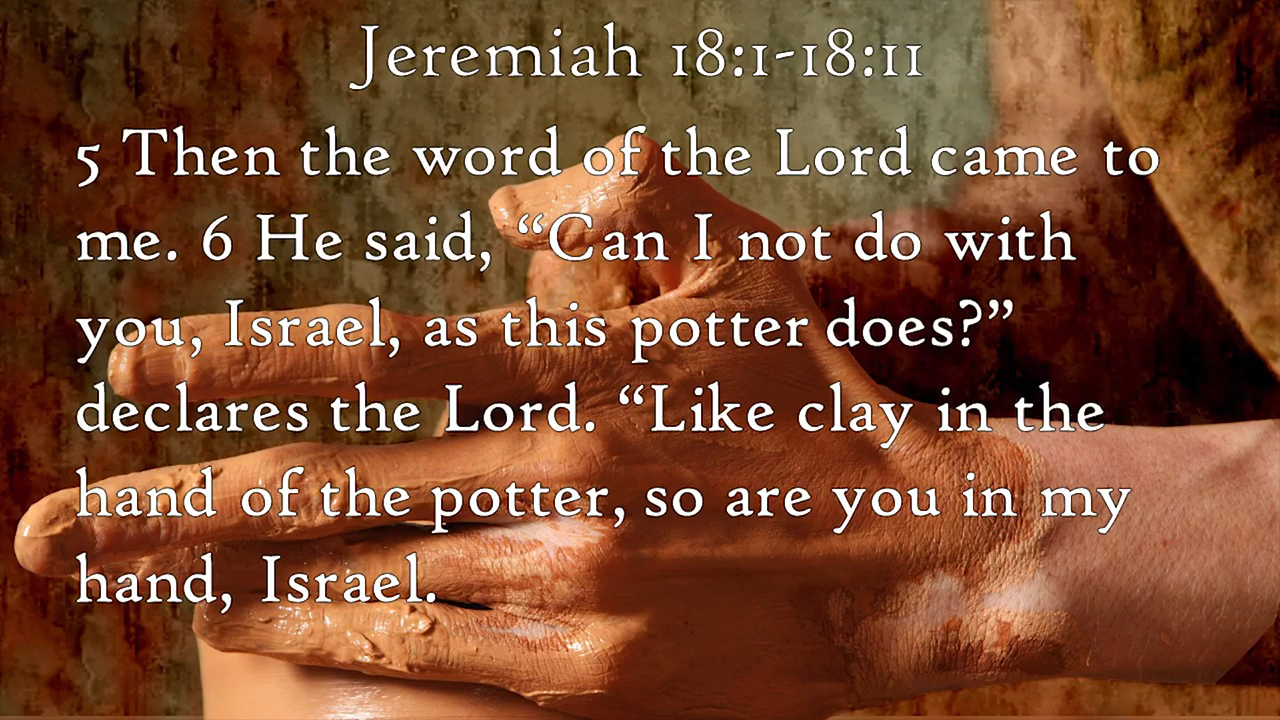 Jeremiah 18:1-18:11
5 Then the word of the Lord came to
me. 6 He said, “Can I not do with
you, Israel, as this potter does?”
declares the Lord. “Like clay in the
hand of the potter, so are you in my
hand, Israel.